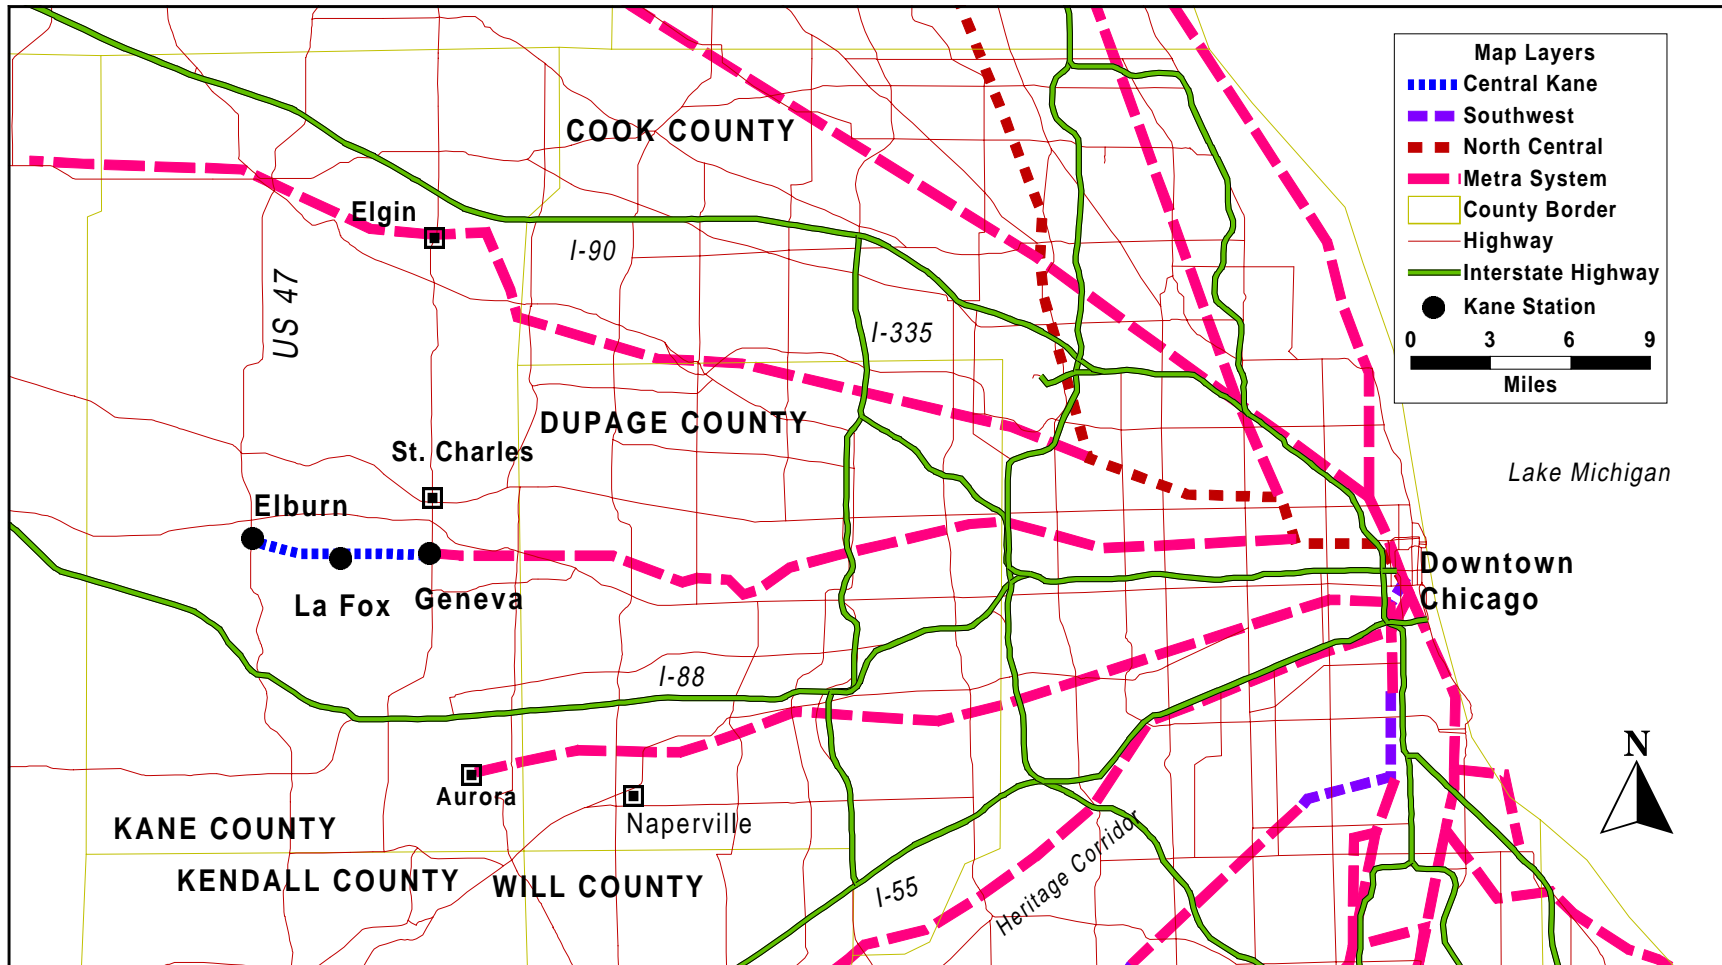 COOK COUNTY
Elgin
I-90
US 47
I-335
DUPAGE COUNTY
St. Charles
Elburn
La Fox
Geneva
I-88
Aurora
Naperville
KANE COUNTY
KENDALL COUNTY
WILL COUNTY
I-55
Heritage Corridor
Downtown
Chicago
Lake Michigan
Map Layers
Central Kane
Southwest
North Central
Metra System
County Border
Highway
Interstate Highway
Kane Station
0 3 6 9
Miles
N